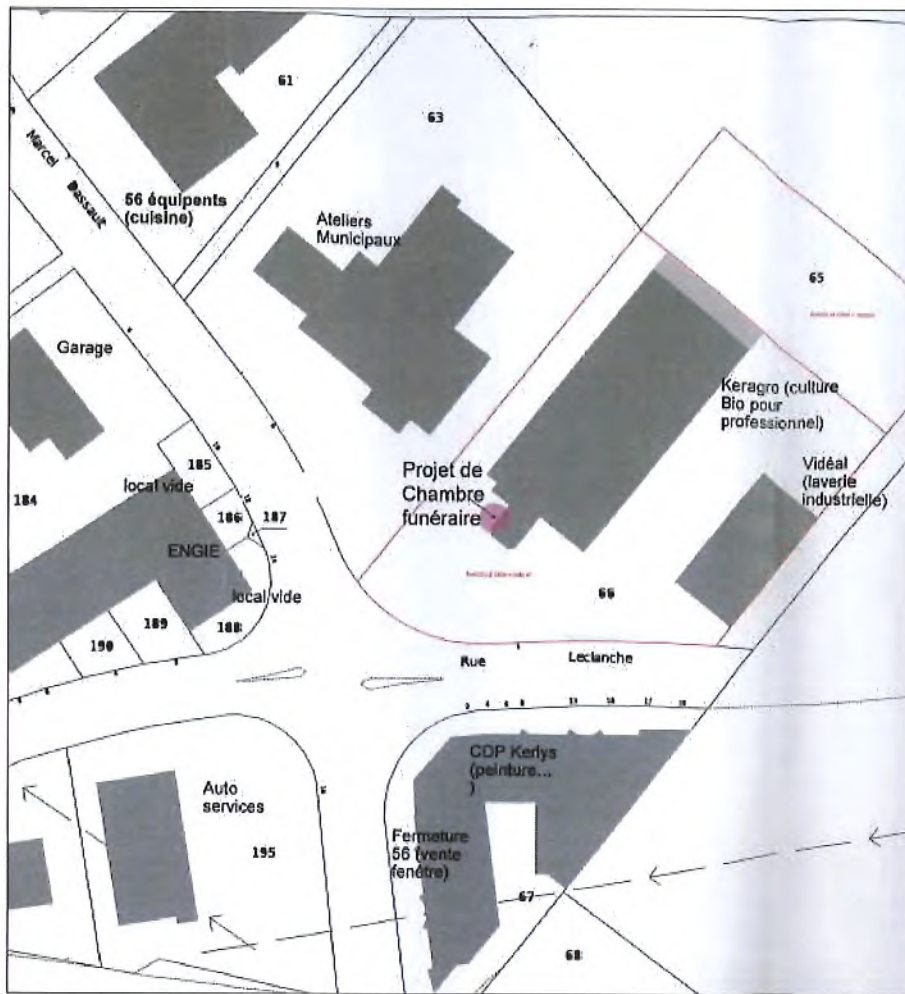 61
63
Marcel Dassault
56 équipents
(cuisine)
Ateliers
Municipaux
65
Garage
Keragro (culture
Bio pour
professionnel)
Projet de
Chambre
funéraire
Vidéal
(laverie
industrielle)
185
local vide
184
186
187
ENGIE
local vide
66
188
189
190
Rue Leclanche
CDP Kerlys
(peinture...
)
Auto
services
195
Fermeture
56 (vente
fenêtre)
67
68